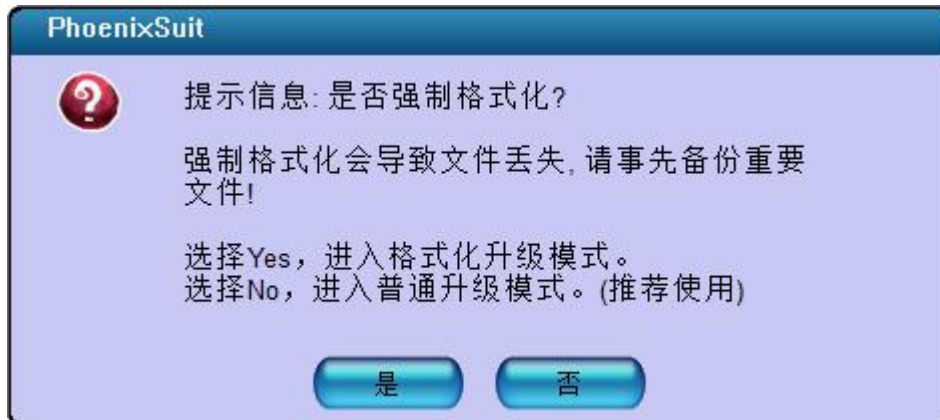 PhoenixSuit
提示信息: 是否强制格式化?
强制格式化会导致文件丢失, 请事先备份重要
文件!
选择Yes，进入格式化升级模式。
选择No，进入普通升级模式。(推荐使用)
是 否